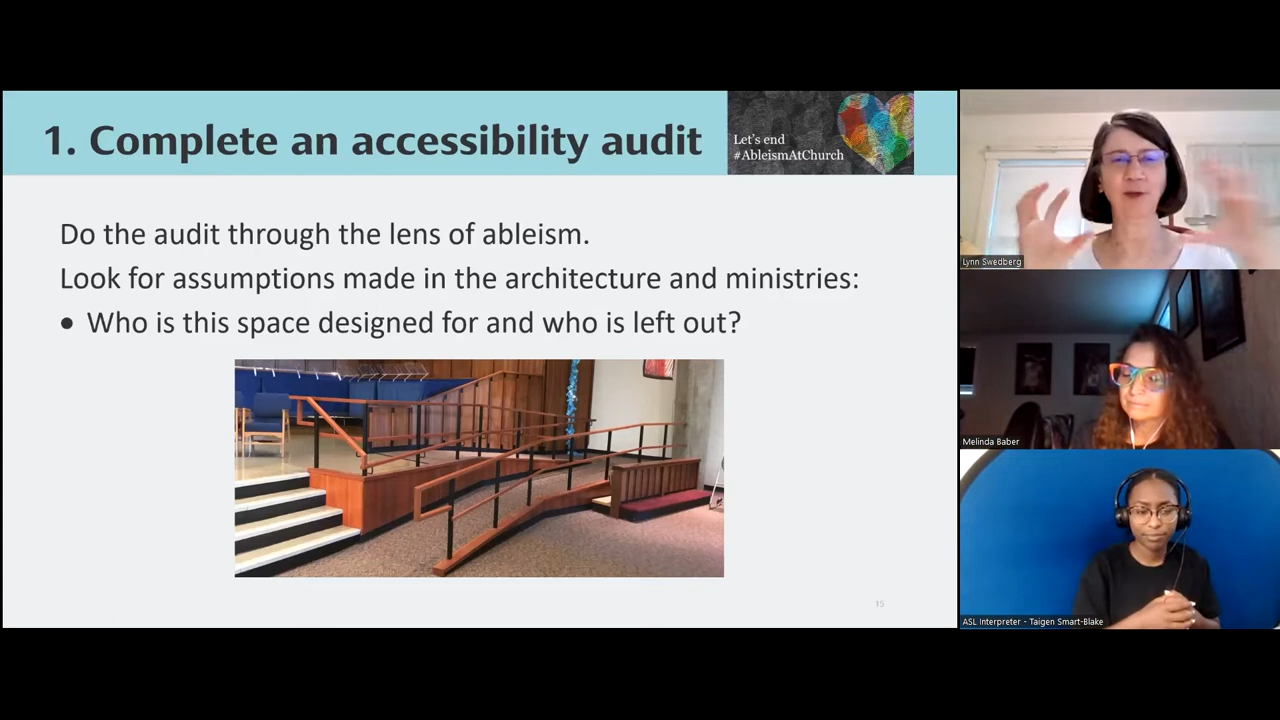 1. Complete an accessibility audit
Let's end
#AbleismAtChurch
Do the audit through the lens of ableism.
Look for assumptions made in the architecture and ministries:
• Who is this space designed for and who is left out?
15
Lynn Swedberg
Melinda Baber
ASL Interpreter - Taigen Smart-Blake